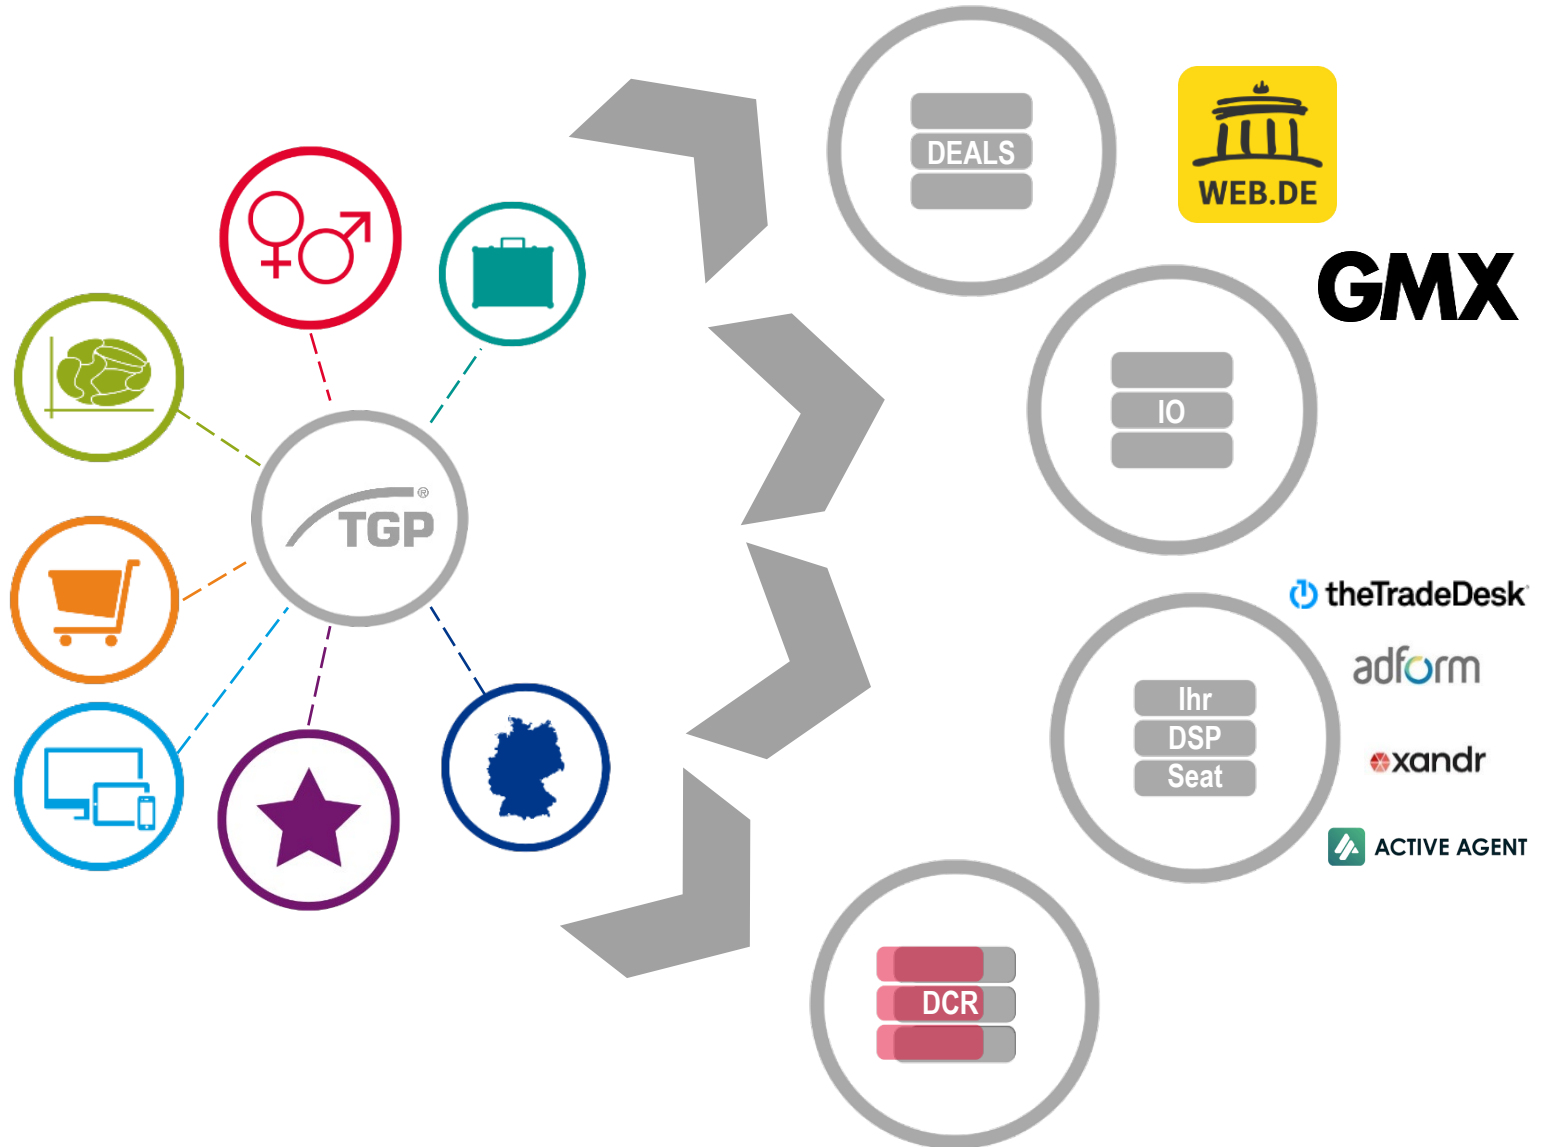 DEALS
WEB.DE
GMX
IO
TGP®
theTradeDesk
adform
Ihr
DSP
Seat
xandr
ACTIVE AGENT
DCR